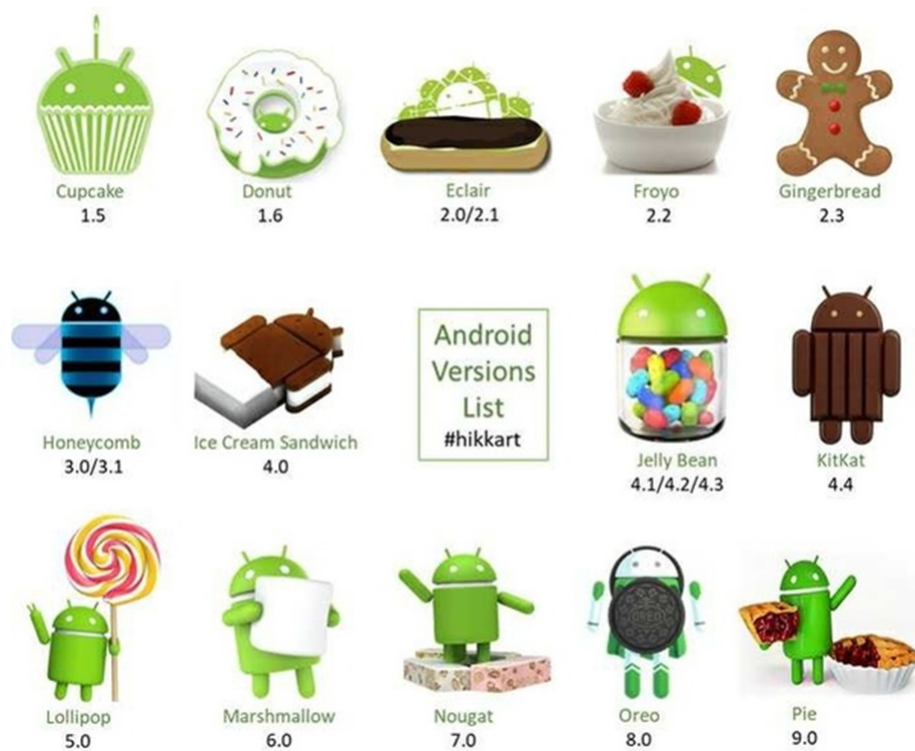 Cupcake
1.5
Donut
1.6
Eclair
2.0/2.1
Froyo
2.2
Gingerbread
2.3
Honeycomb
3.0/3.1
Ice Cream Sandwich
4.0
Android
Versions
List
#hikkart
Jelly Bean
4.1/4.2/4.3
KitKat
4.4
Lollipop
5.0
Marshmallow
6.0
Nougat
7.0
OREO
Oreo
8.0
Pie
9.0